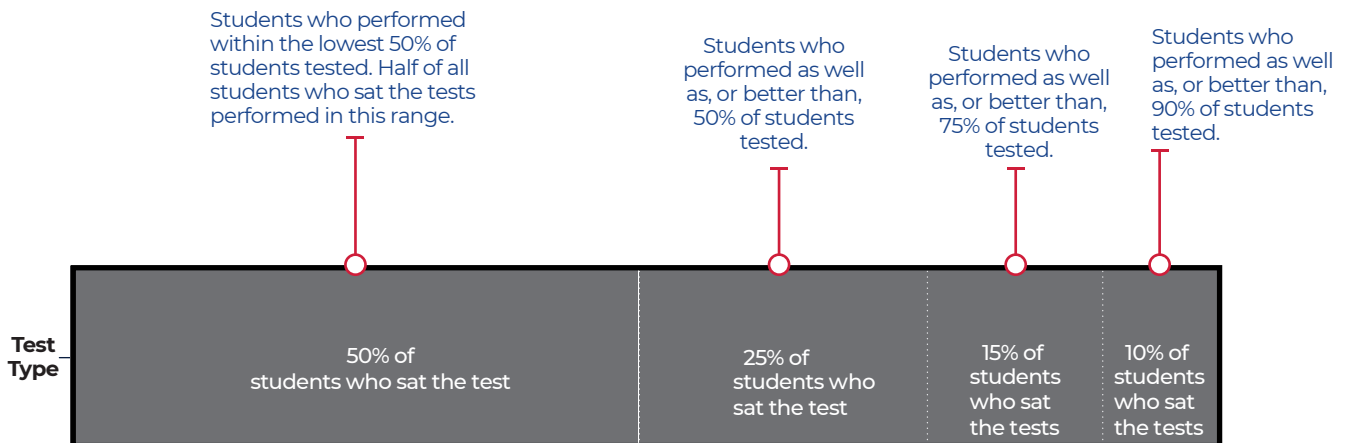 Students who performed
within the lowest 50% of
students tested. Half of all
students who sat the tests
performed in this range.
Students who
performed as well
as, or better than,
50% of students
tested.
Students who
performed as well
as, or better than,
75% of students
tested.
Students who
performed as well
as, or better than,
90% of students
tested.
Test
Type
50% of
students who sat the test
25% of
students who
sat the test
15% of
students
who sat
the tests
10% of
students
who sat
the tests